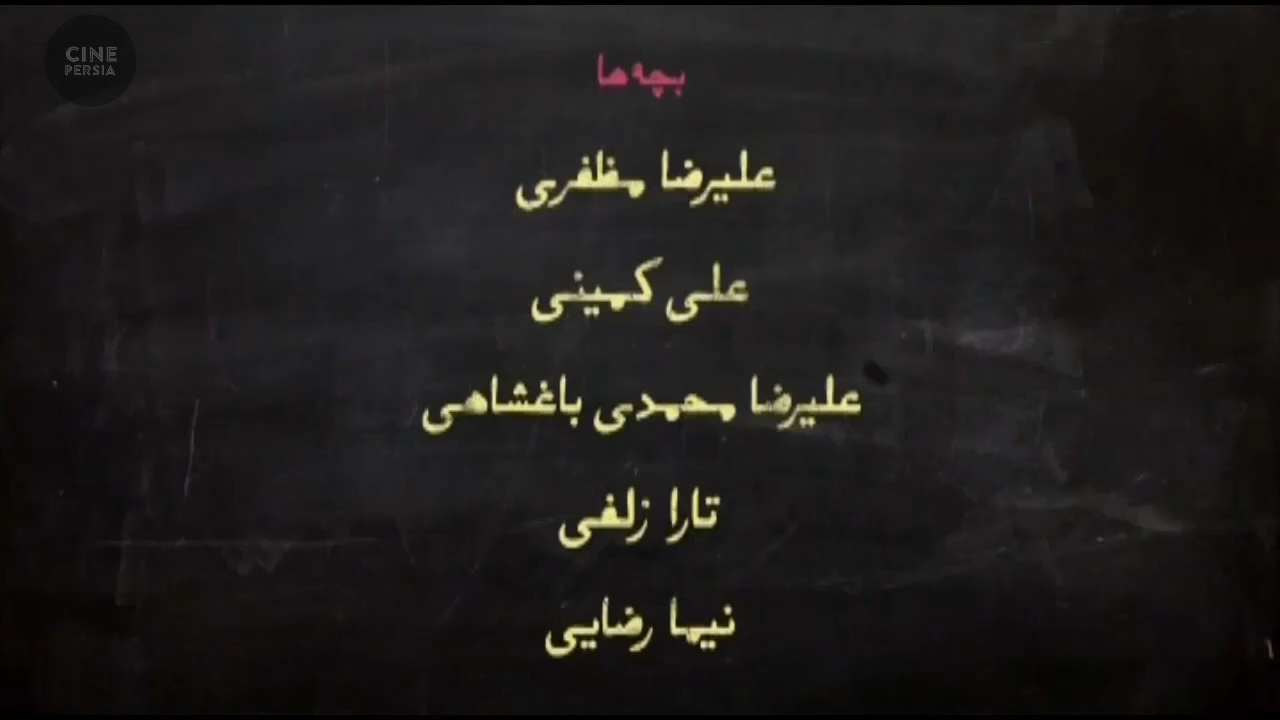 CINE
PERSIA
بچه‌ها
علیرضا مظفری
علی کمینی
علیرضا محمدی باغشاهی
تارا زلفی
نیما رضایی